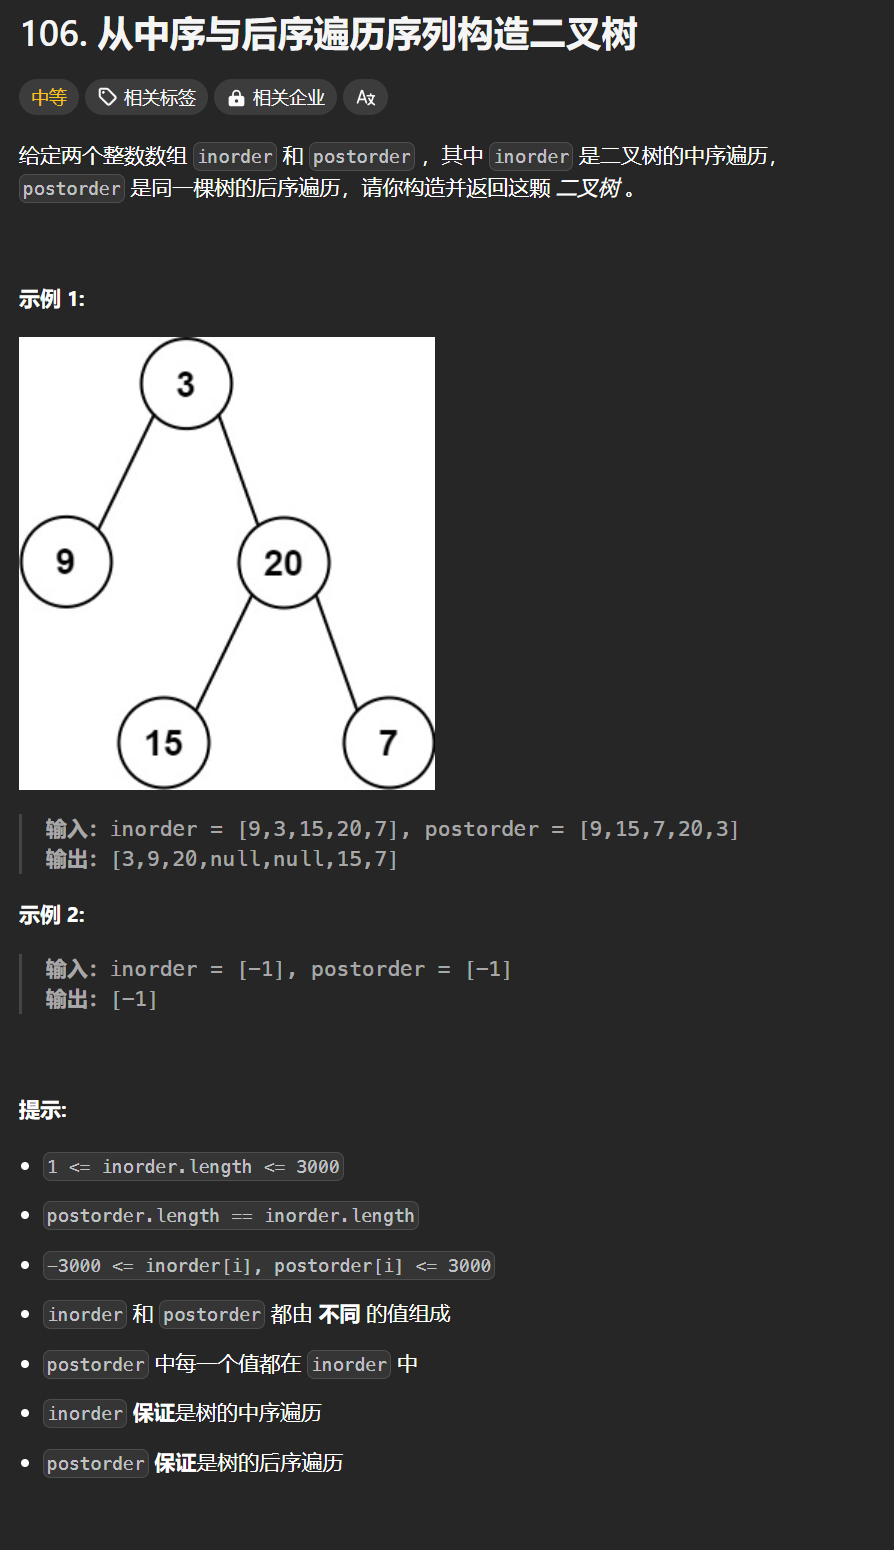 106. 从中序与后序遍历序列构造二叉树
中等 相关标签 相关企业
给定两个整数数组 inorder 和 postorder ，其中 inorder 是二叉树的中序遍历，
postorder 是同一棵树的后序遍历，请你构造并返回这颗 二叉树 。
示例 1:
3
9 20
15 7
输入：inorder = [9,3,15,20,7], postorder = [9,15,7,20,3]
输出：[3,9,20,null,null,15,7]
示例 2:
输入：inorder = [-1], postorder = [-1]
输出：[-1]
提示:
1 <= inorder.length <= 3000
postorder.length == inorder.length
-3000 <= inorder[i], postorder[i] <= 3000
inorder 和 postorder 都由 不同 的值组成
postorder 中每一个值都在 inorder 中
inorder 保证是树的中序遍历
postorder 保证是树的后序遍历